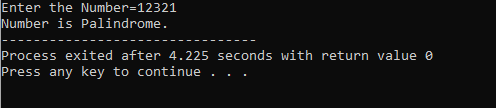 Enter the Number=12321
Number is Palindrome.
--------------------------------
Process exited after 4.225 seconds with return value 0
Press any key to continue . . .